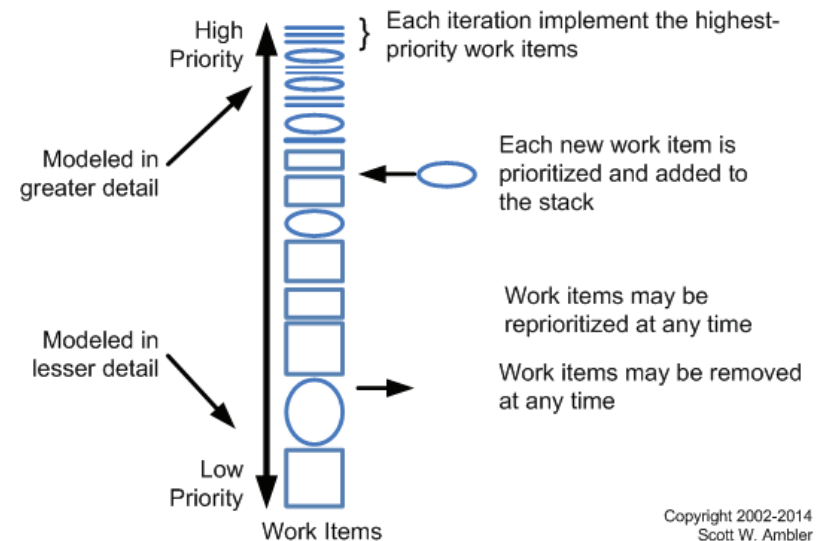 High
Priority
}
Each iteration implement the highest-
priority work items
Modeled in
greater detail
Each new work item is
prioritized and added to
the stack
Work items may be
reprioritized at any time
Modeled in
lesser detail
Work items may be removed
at any time
Low
Priority
Work Items
Copyright 2002-2014
Scott W. Ambler